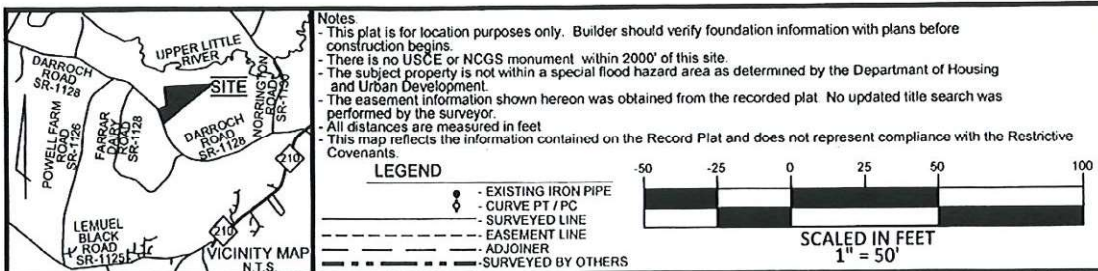 UPPER LITTLE
RIVER
DARROCH
ROAD
SR-1128
SITE
NORRINGTON
ROAD
POWELL FARM
ROAD
SR-1126
FARRAR
DAIRY
ROAD
SR-1128
DARROCH
ROAD
SR-1128
210
LEMUEL
BLACK
ROAD
SR-1125
210
VICINITY MAP
N.T.S.
Notes
- This plat is for location purposes only. Builder should verify foundation information with plans before
construction begins.
- There is no USCE or NCGS monument within 2000' of this site.
- The subject property is not within a special flood hazard area as determined by the Departmant of Housing
and Urban Development.
- The easement information shown hereon was obtained from the recorded plat No updated title search was
performed by the surveyor.
- All distances are measured in feet
- This map reflects the information contained on the Record Plat and does not represent compliance with the Restrictive
Covenants.
LEGEND
- EXISTING IRON PIPE
- CURVE PT / PC
- SURVEYED LINE
- EASEMENT LINE
- ADJOINER
- SURVEYED BY OTHERS
-50 -25 0 25 50 100
SCALED IN FEET
1" = 50'